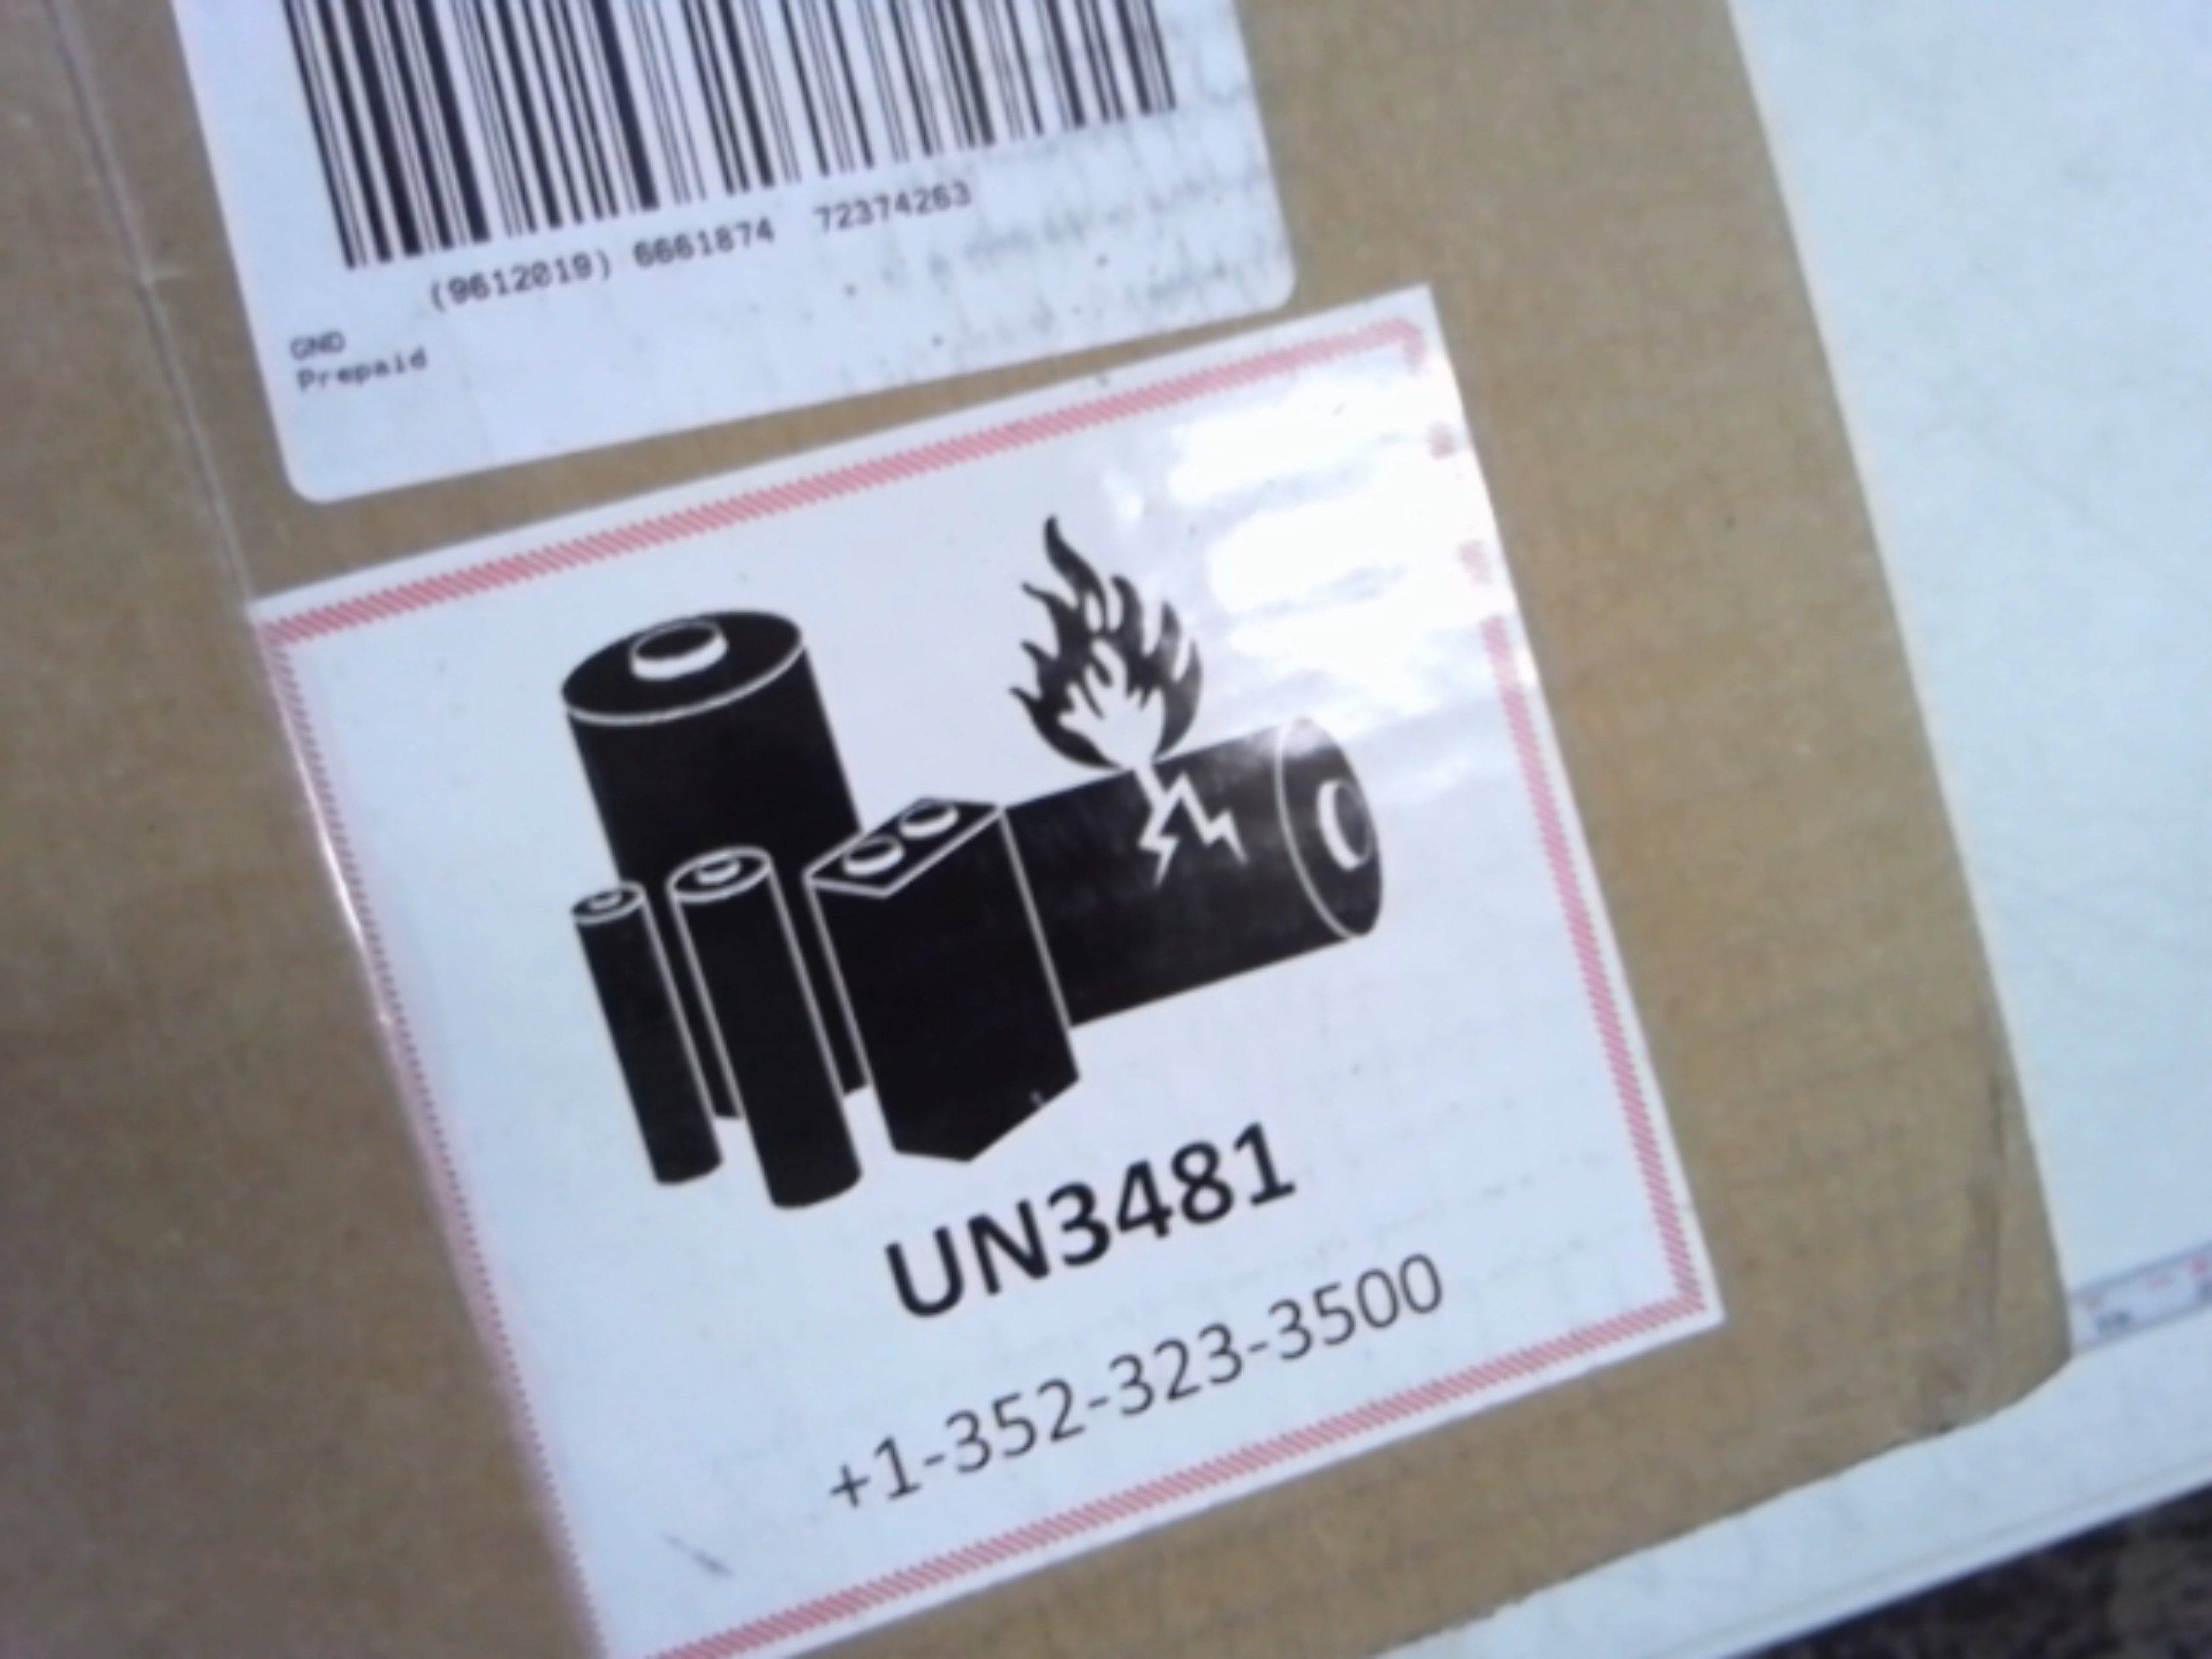 (9612019) 6661874 72374263
GND
Prepaid
UN3481
+1-352-323-3500